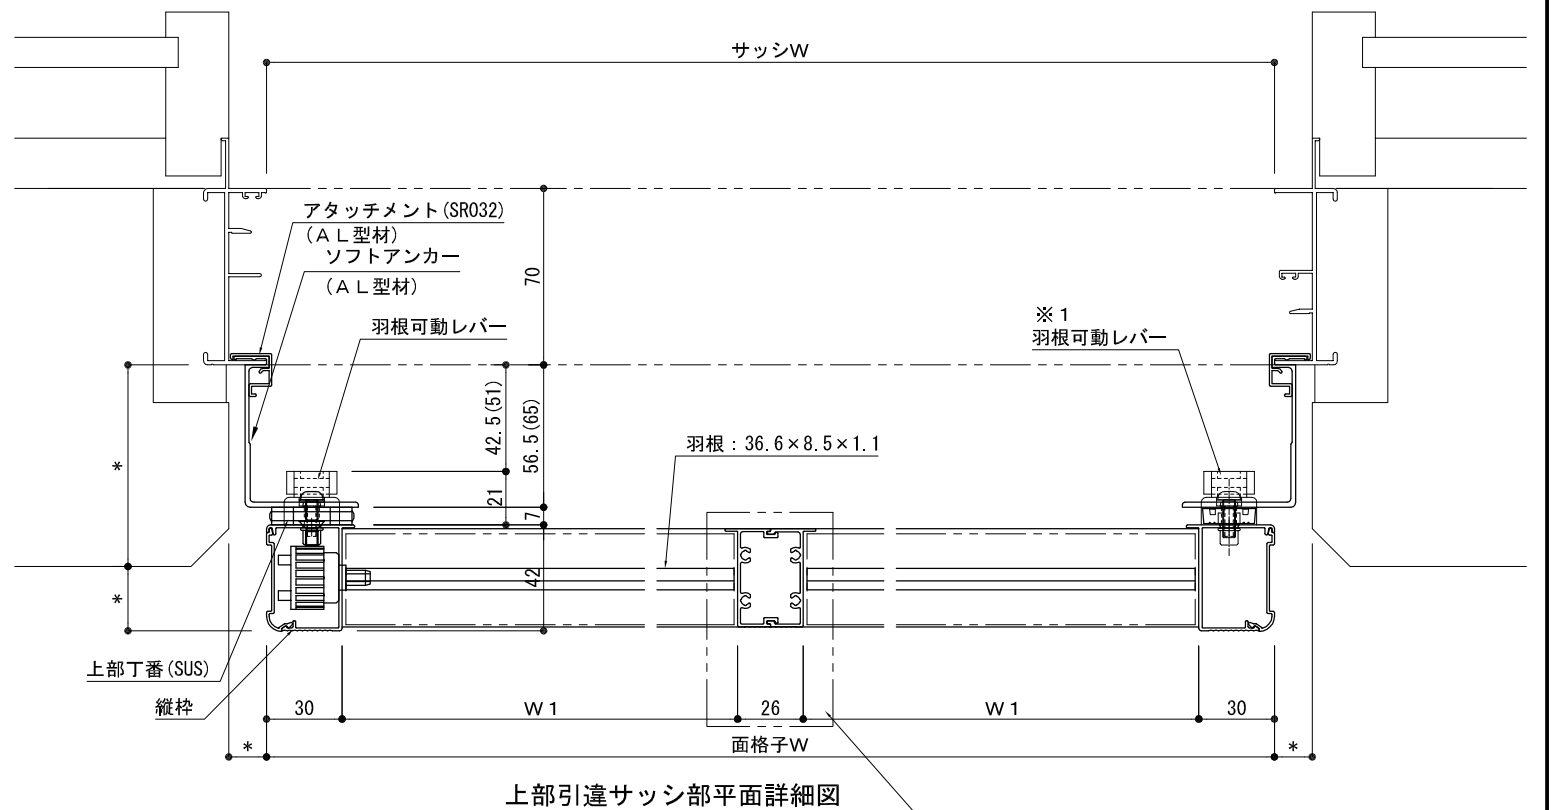 サッシW
アタッチメント(SR032)
(AL型材)
ソフトアンカー
(AL型材)
70
羽根可動レバー
※1
羽根可動レバー
42.5(51)
56.5(65)
羽根:36.6×8.5×1.1
*
21
7
42
*
上部丁番(SUS)
縦枠
30
W1
26
W1
30
*
面格子W
*
上部引違サッシ部平面詳細図